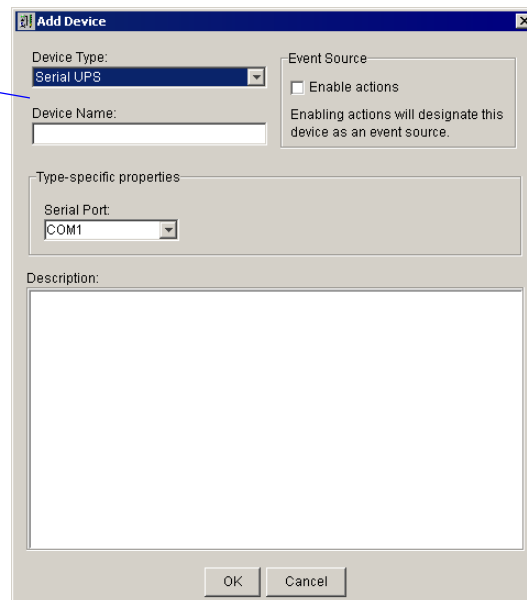 Add Device
Device Type:
Serial UPS
Device Name:
Event Source
Enable actions
Enabling actions will designate this
device as an event source.
Type-specific properties
Serial Port:
COM1
Description:
OK
Cancel